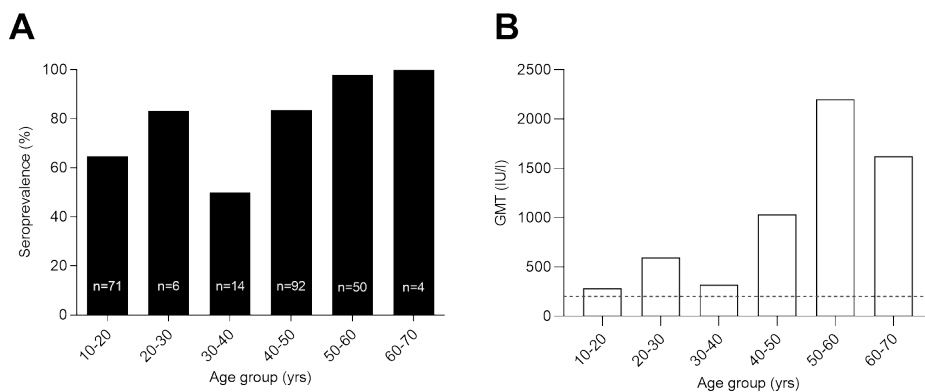 A
Seroprevalence (%)
100
80
60
40
20
0
n=71
n=6
n=14
n=92
n=50
n=4
10-20
20-30
30-40
40-50
50-60
60-70
Age group (yrs)
B
GMT (IU/l)
2500
2000
1500
1000
500
0
10-20
20-30
30-40
40-50
50-60
60-70
Age group (yrs)